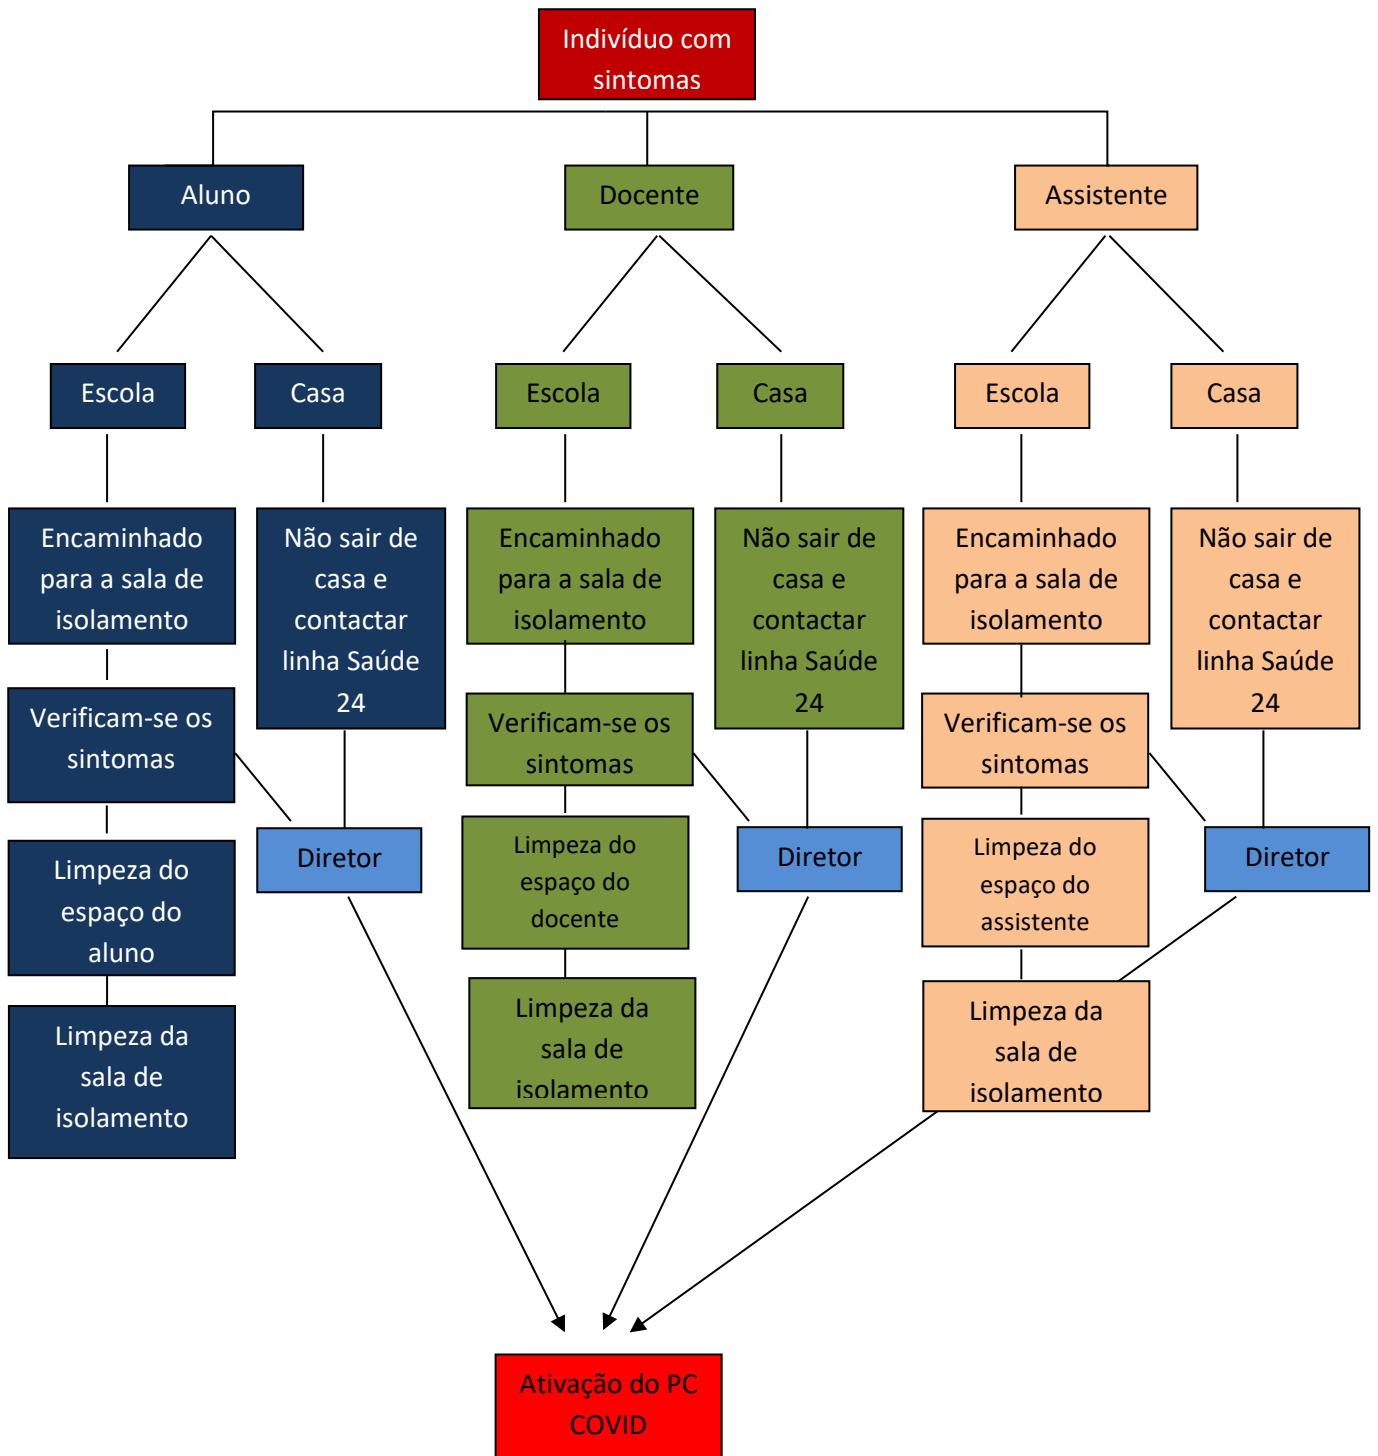 Indivíduo com
sintomas
Aluno
Docente
Assistente
Escola
Casa
Escola
Casa
Escola
Casa
Encaminhado
para a sala de
isolamento
Não sair de
casa e
contactar
linha Saúde
24
Encaminhado
para a sala de
isolamento
Não sair de
casa e
contactar
linha Saúde
24
Encaminhado
para a sala de
isolamento
Não sair de
casa e
contactar
linha Saúde
24
Verificam-se os
sintomas
Verificam-se os
sintomas
Verificam-se os
sintomas
Limpeza do
espaço do
aluno
Diretor
Limpeza do
espaço do
docente
Diretor
Limpeza do
espaço do
assistente
Diretor
Limpeza da
sala de
isolamento
Limpeza da
sala de
isolamento
Limpeza da
sala de
isolamento
Ativação do PC
COVID